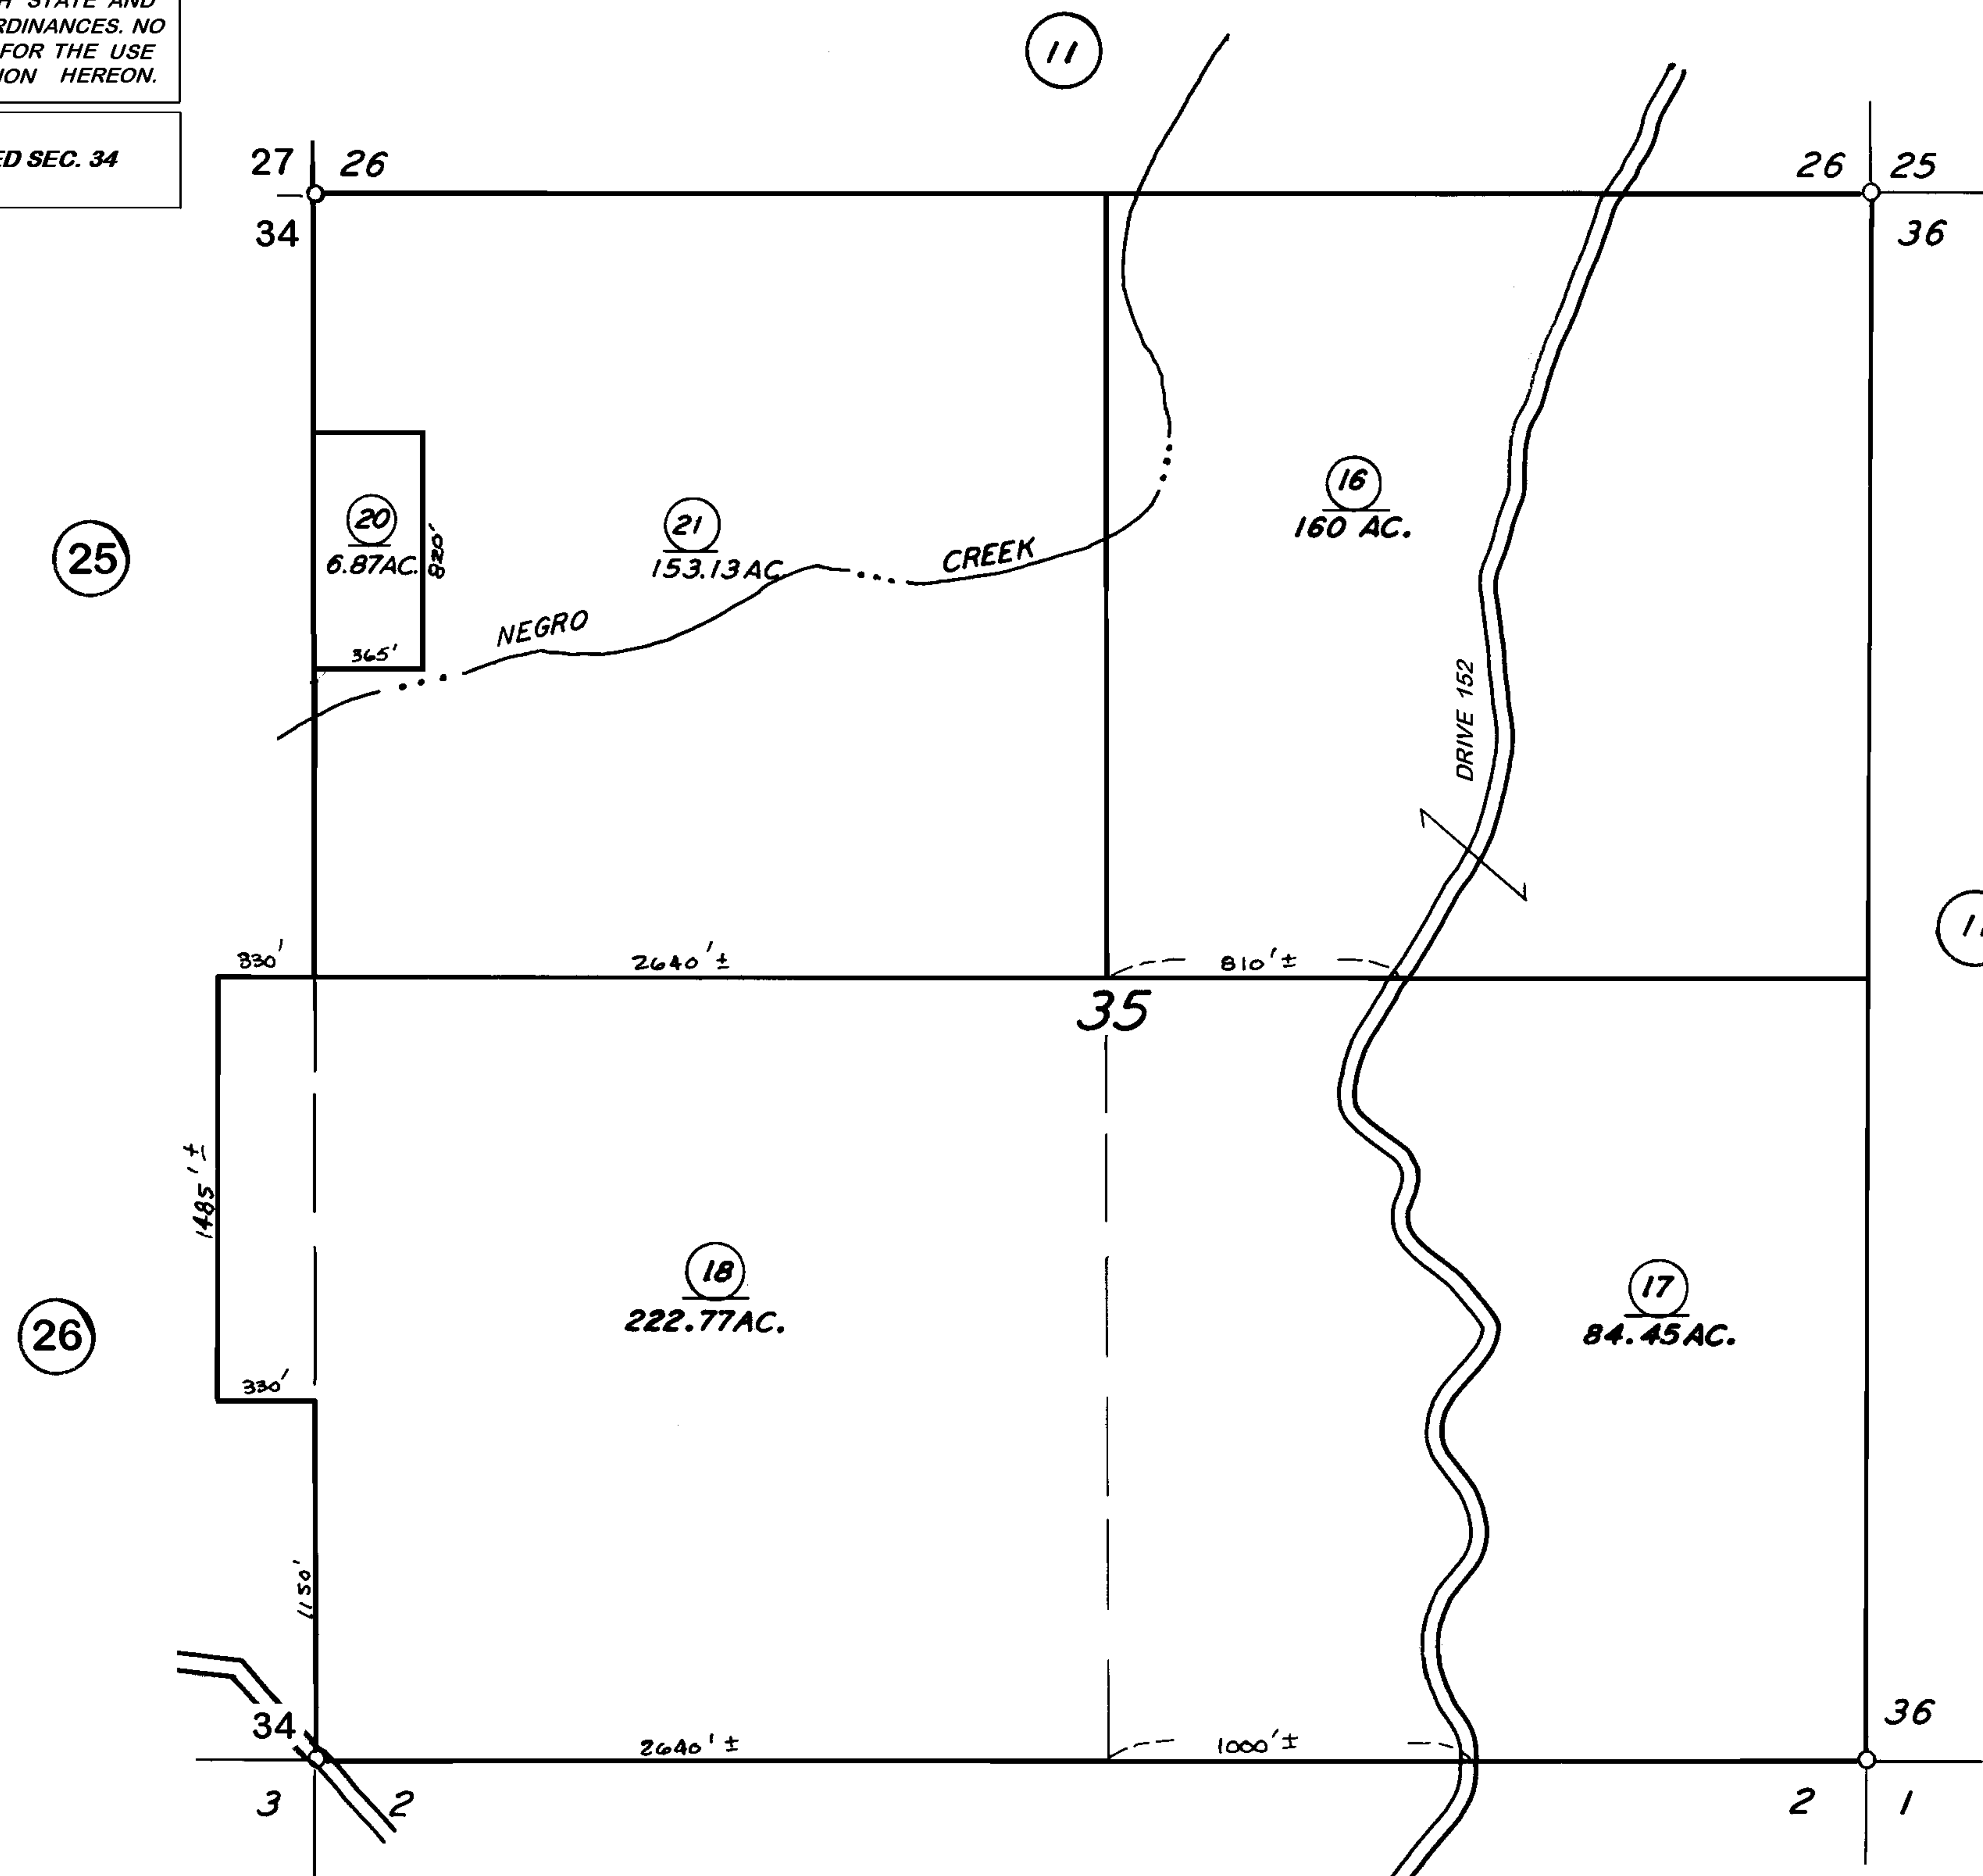 STATE AND
RDINANCES. NO
FOR THE USE
ION HEREON.
ED SEC. 34
11
27 26
26 25
34
36
16
160 AC.
20
6.87AC.
820'
21
153.13AC
CREEK
25
NEGRO
365'
DRIVE 152
330'
2640'±
810'±
35
1485'±
18
222.77AC.
17
84.45AC.
26
330'
1150'
34
36
2640'±
1000'±
3 2
2 1